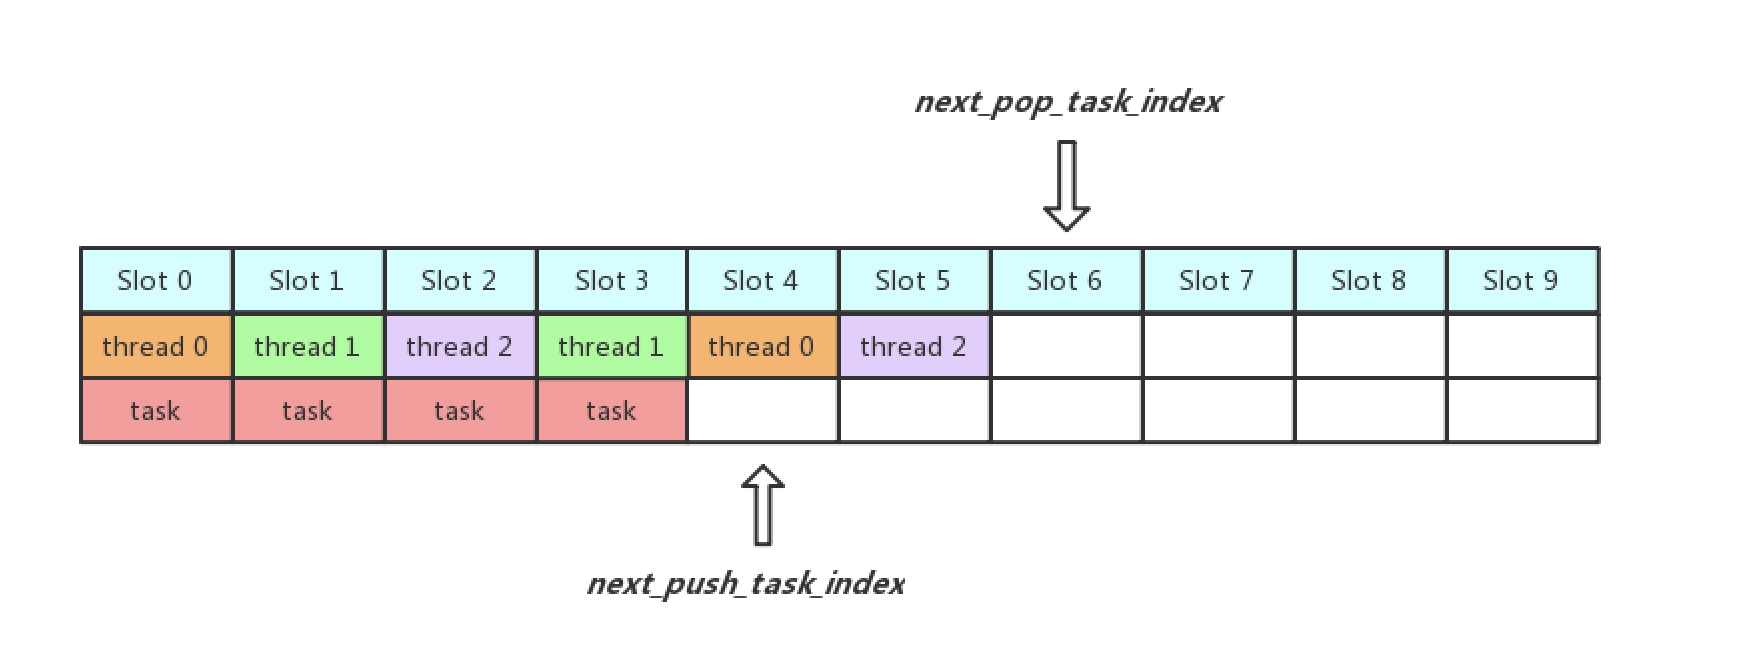 next_pop_task_index
Slot 0 Slot 1 Slot 2 Slot 3 Slot 4 Slot 5 Slot 6 Slot 7 Slot 8 Slot 9
thread 0 thread 1 thread 2 thread 1 thread 0 thread 2
task task task task
next_push_task_index